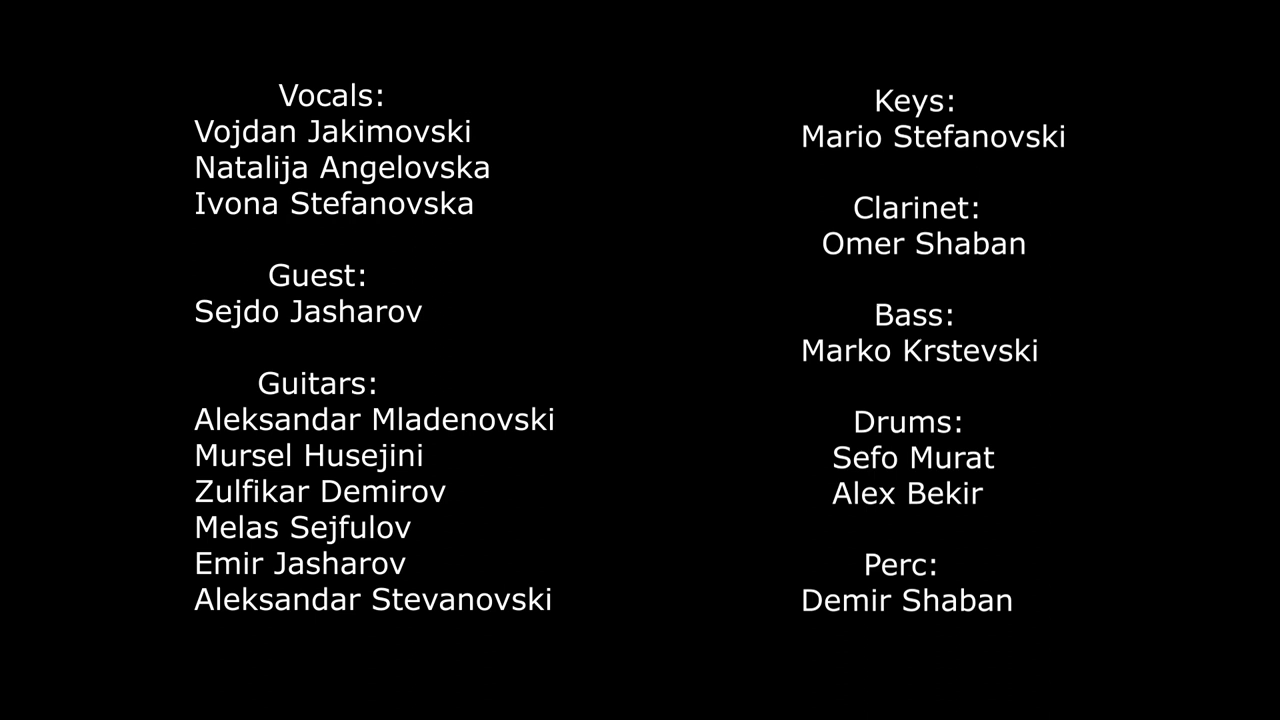 Vocals:
Vojdan Jakimovski
Natalija Angelovska
Ivona Stefanovska
Guest:
Sejdo Jasharov
Guitars:
Aleksandar Mladenovski
Mursel Husejini
Zulfikar Demirov
Melas Sejfulov
Emir Jasharov
Aleksandar Stevanovski
Keys:
Mario Stefanovski
Clarinet:
Omer Shaban
Bass:
Marko Krstevski
Drums:
Sefo Murat
Alex Bekir
Perc:
Demir Shaban